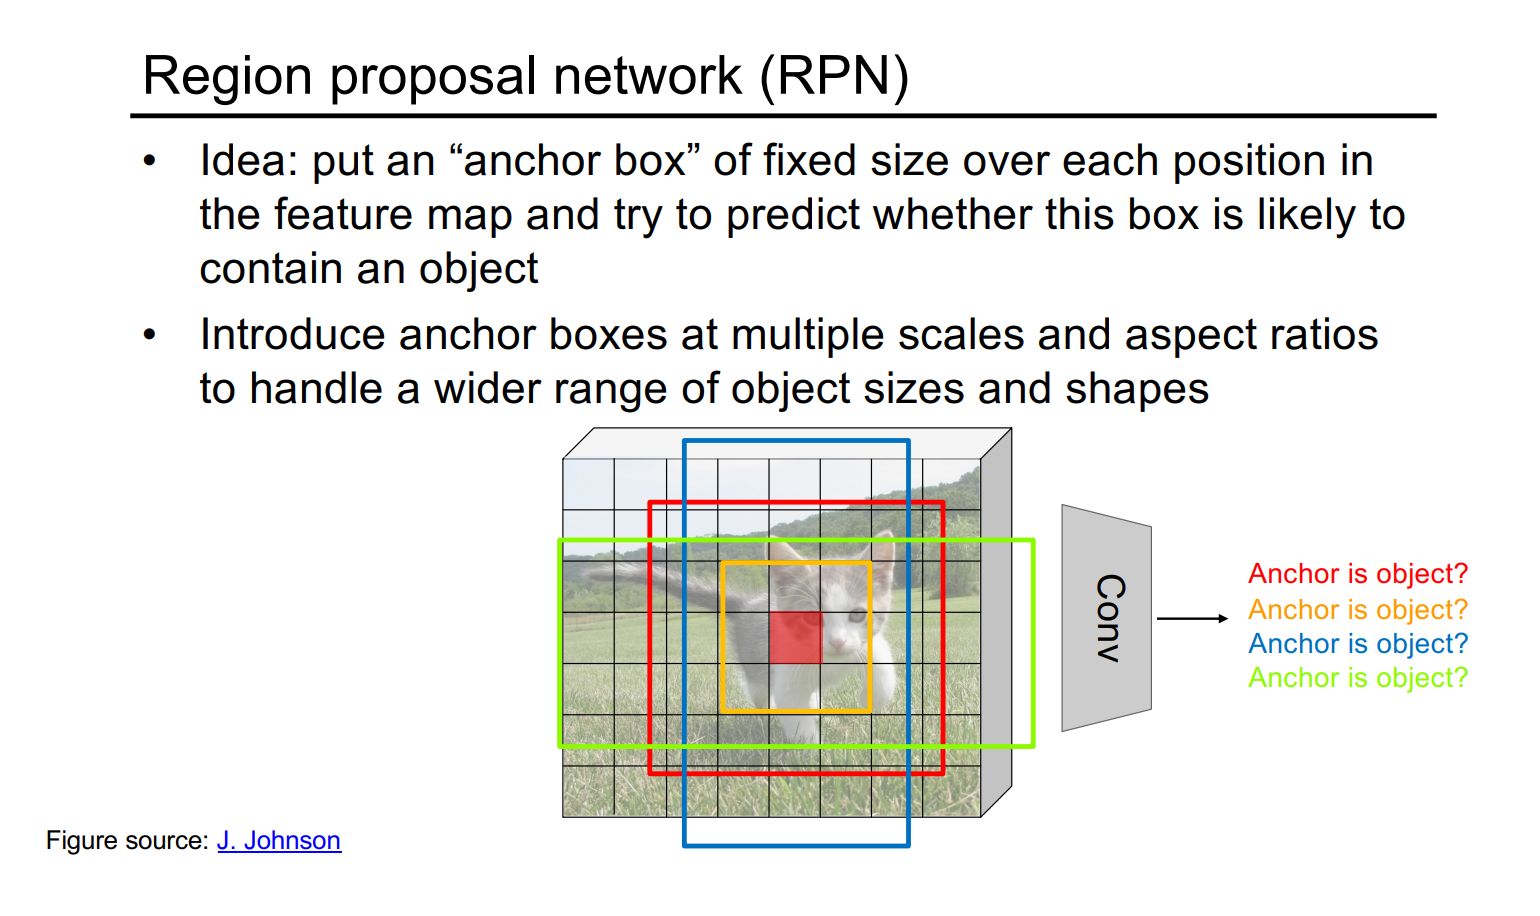 Region proposal network (RPN)
• Idea: put an “anchor box” of fixed size over each position in
the feature map and try to predict whether this box is likely to
contain an object
• Introduce anchor boxes at multiple scales and aspect ratios
to handle a wider range of object sizes and shapes
Conv
Anchor is object?
Anchor is object?
Anchor is object?
Anchor is object?
Figure source: J. Johnson